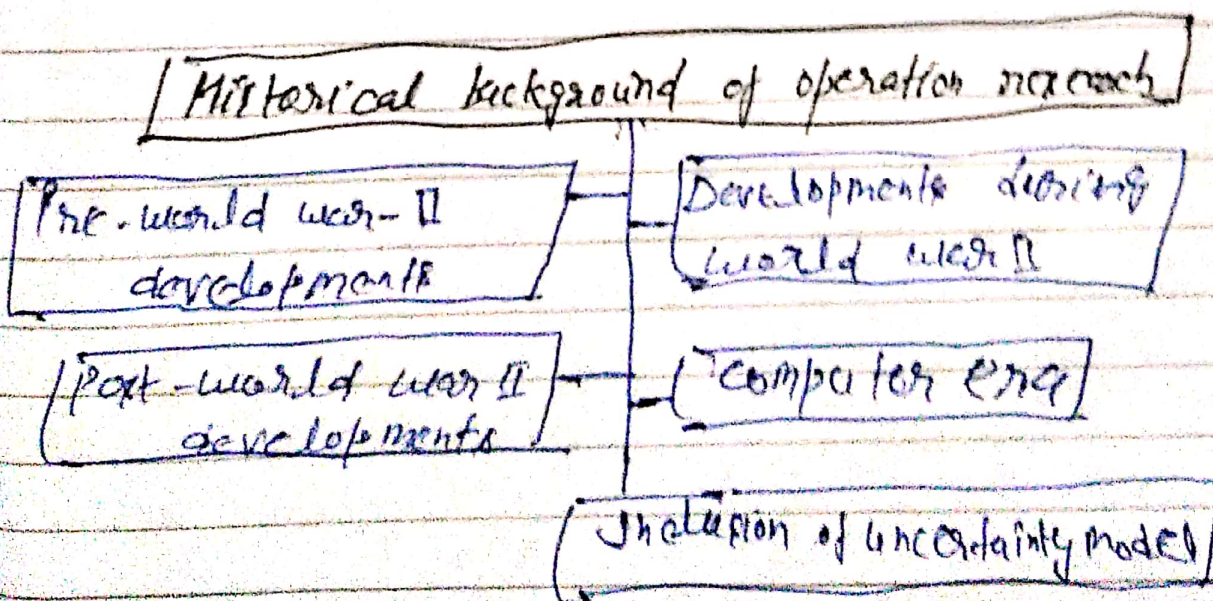 Historical background of operation research
Pre-world war-II
developments
Developments during
world war II
Post-world war II
developments
Computer era
Inclusion of uncertainty model